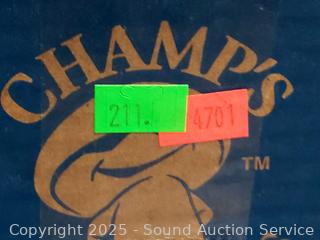 CHAMP'S
211.
4701
TM
Copyright 2025 - Sound Auction Service